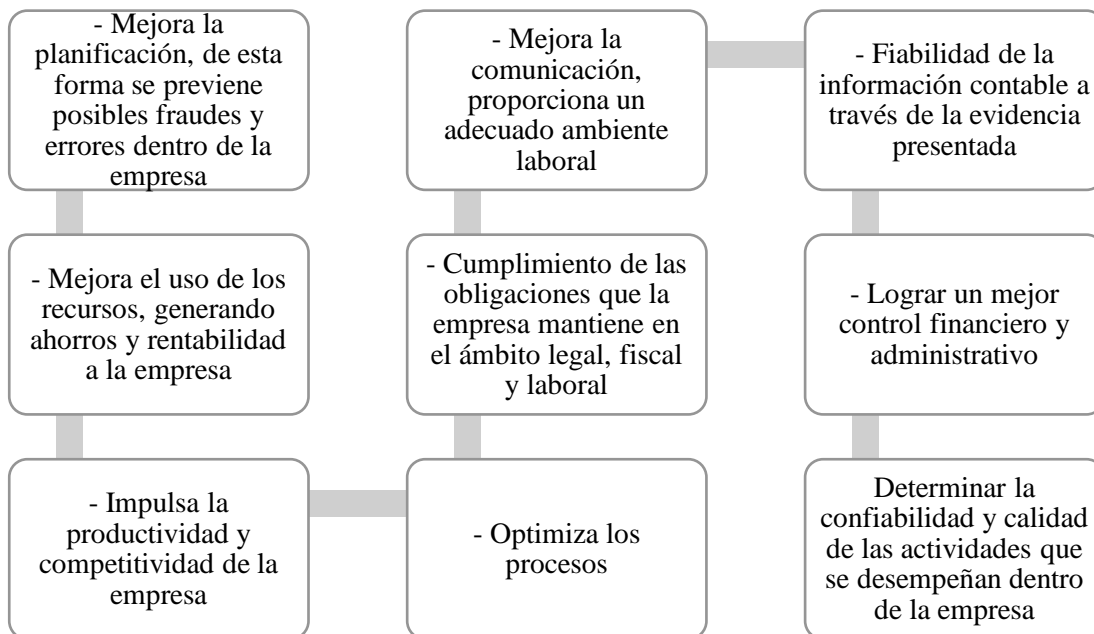 - Mejora la
planificación, de esta
forma se previene
posibles fraudes y
errores dentro de la
empresa
- Mejora el uso de los
recursos, generando
ahorros y rentabilidad
a la empresa
- Impulsa la
productividad y
competitividad de la
empresa
- Optimiza los
procesos
- Cumplimiento de las
obligaciones que la
empresa mantiene en
el ámbito legal, fiscal
y laboral
- Mejora la
comunicación,
proporciona un
adecuado ambiente
laboral
- Fiabilidad de la
información contable a
través de la evidencia
presentada
- Lograr un mejor
control financiero y
administrativo
Determinar la
confiabilidad y calidad
de las actividades que
se desempeñan dentro
de la empresa